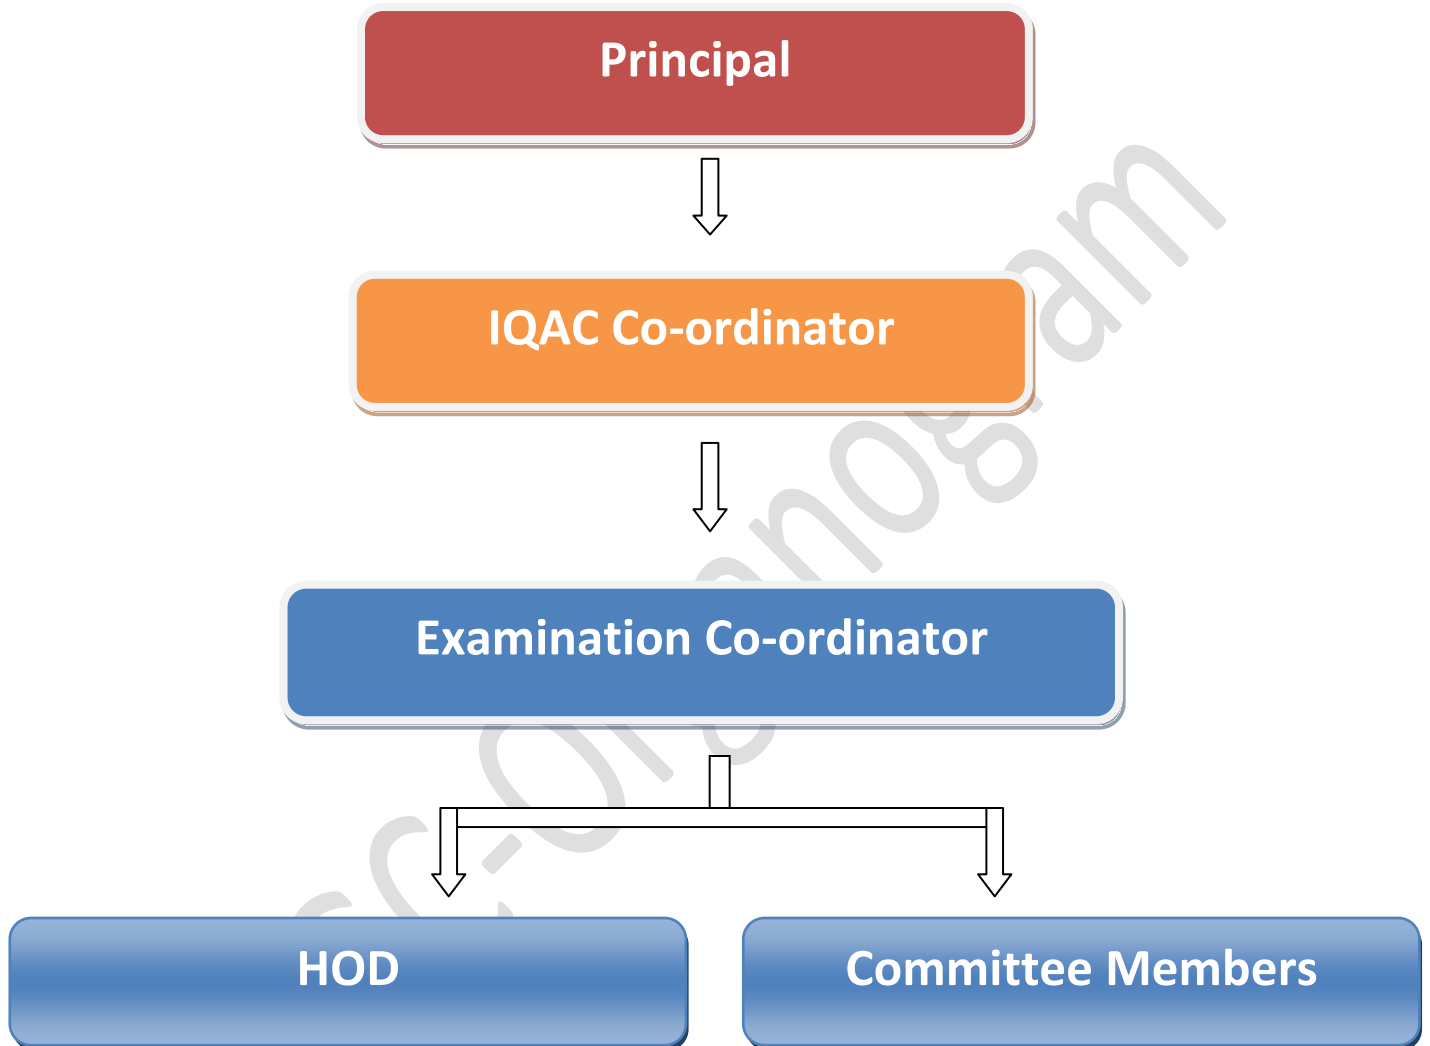 Principal
IQAC Co-ordinator
Examination Co-ordinator
HOD
Committee Members